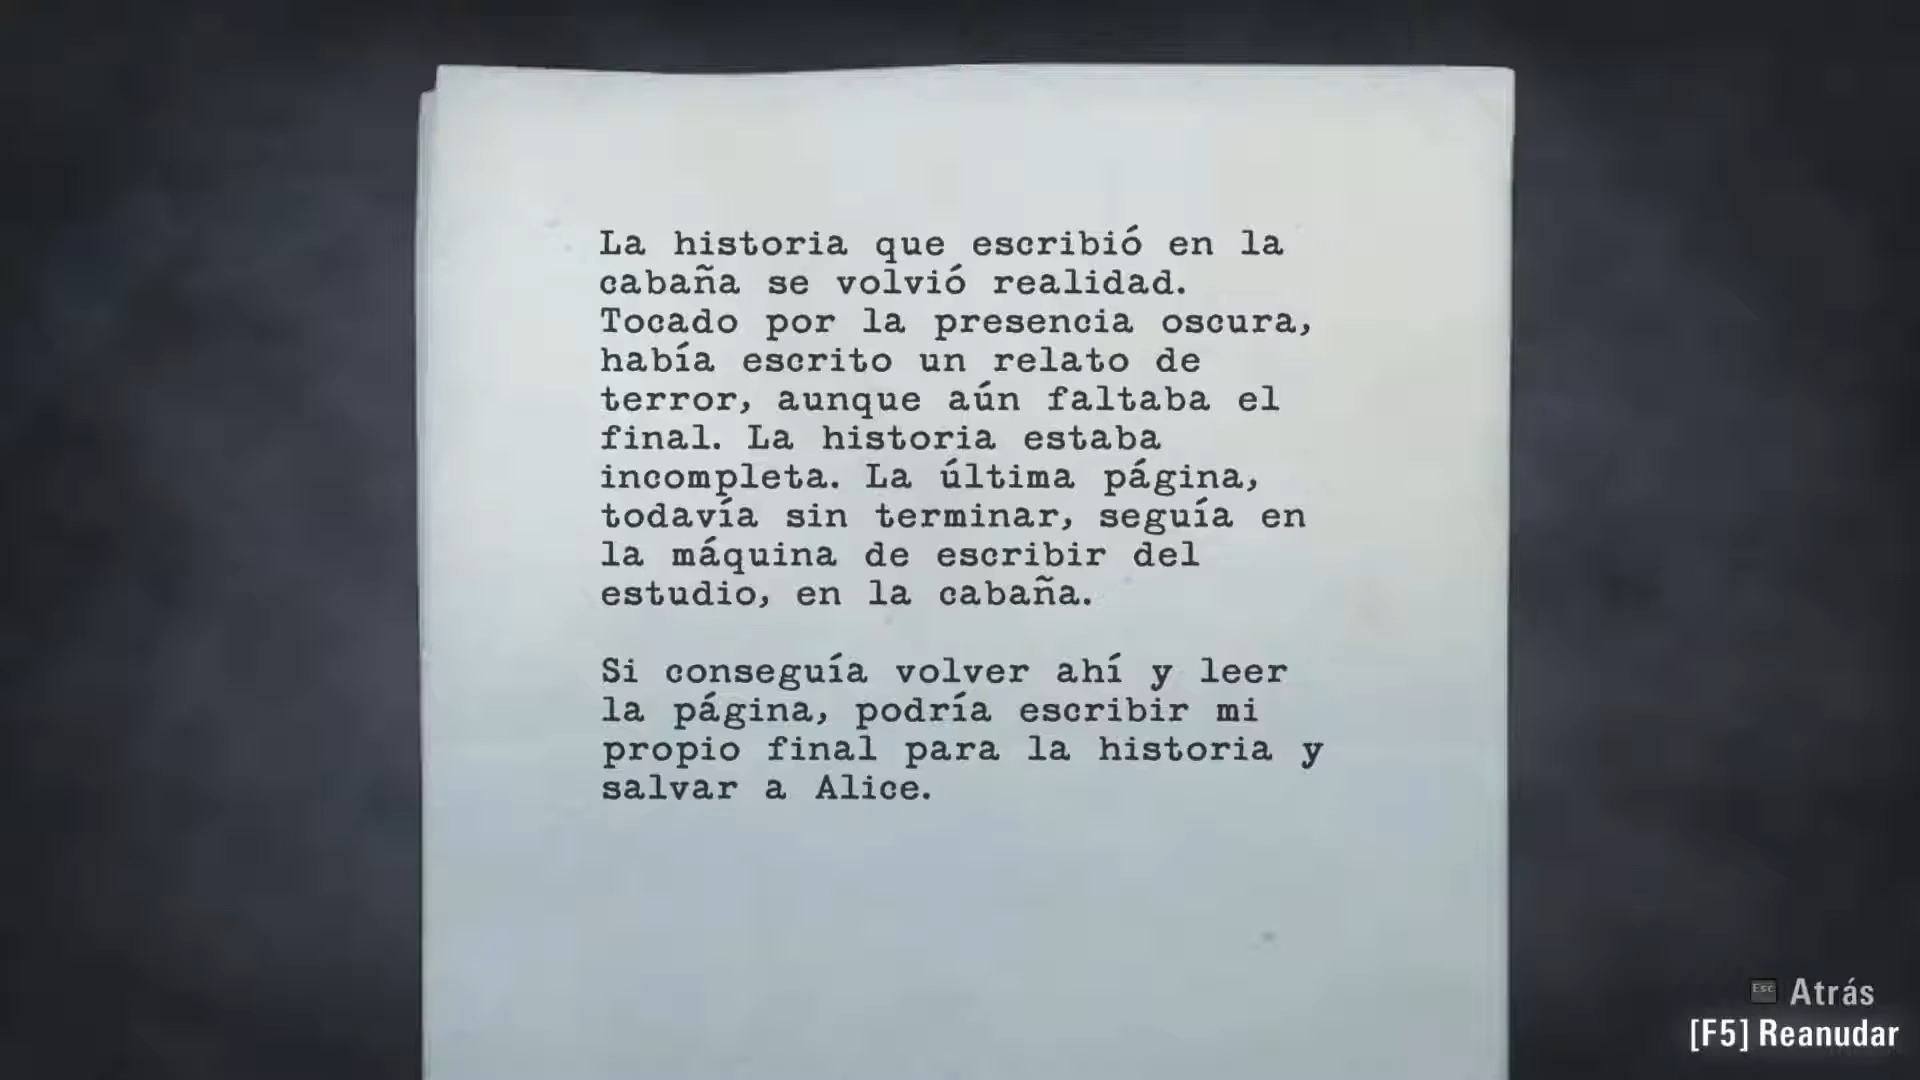 La historia que escribió en la
cabaña se volvió realidad.
Tocado por la presencia oscura,
había escrito un relato de
terror, aunque aún faltaba el
final. La historia estaba
incompleta. La última página,
todavía sin terminar, seguía en
la máquina de escribir del
estudio, en la cabaña.
Si conseguía volver ahí y leer
la página, podría escribir mi
propio final para la historia y
salvar a Alice.
Esc Atrás
[F5] Reanudar